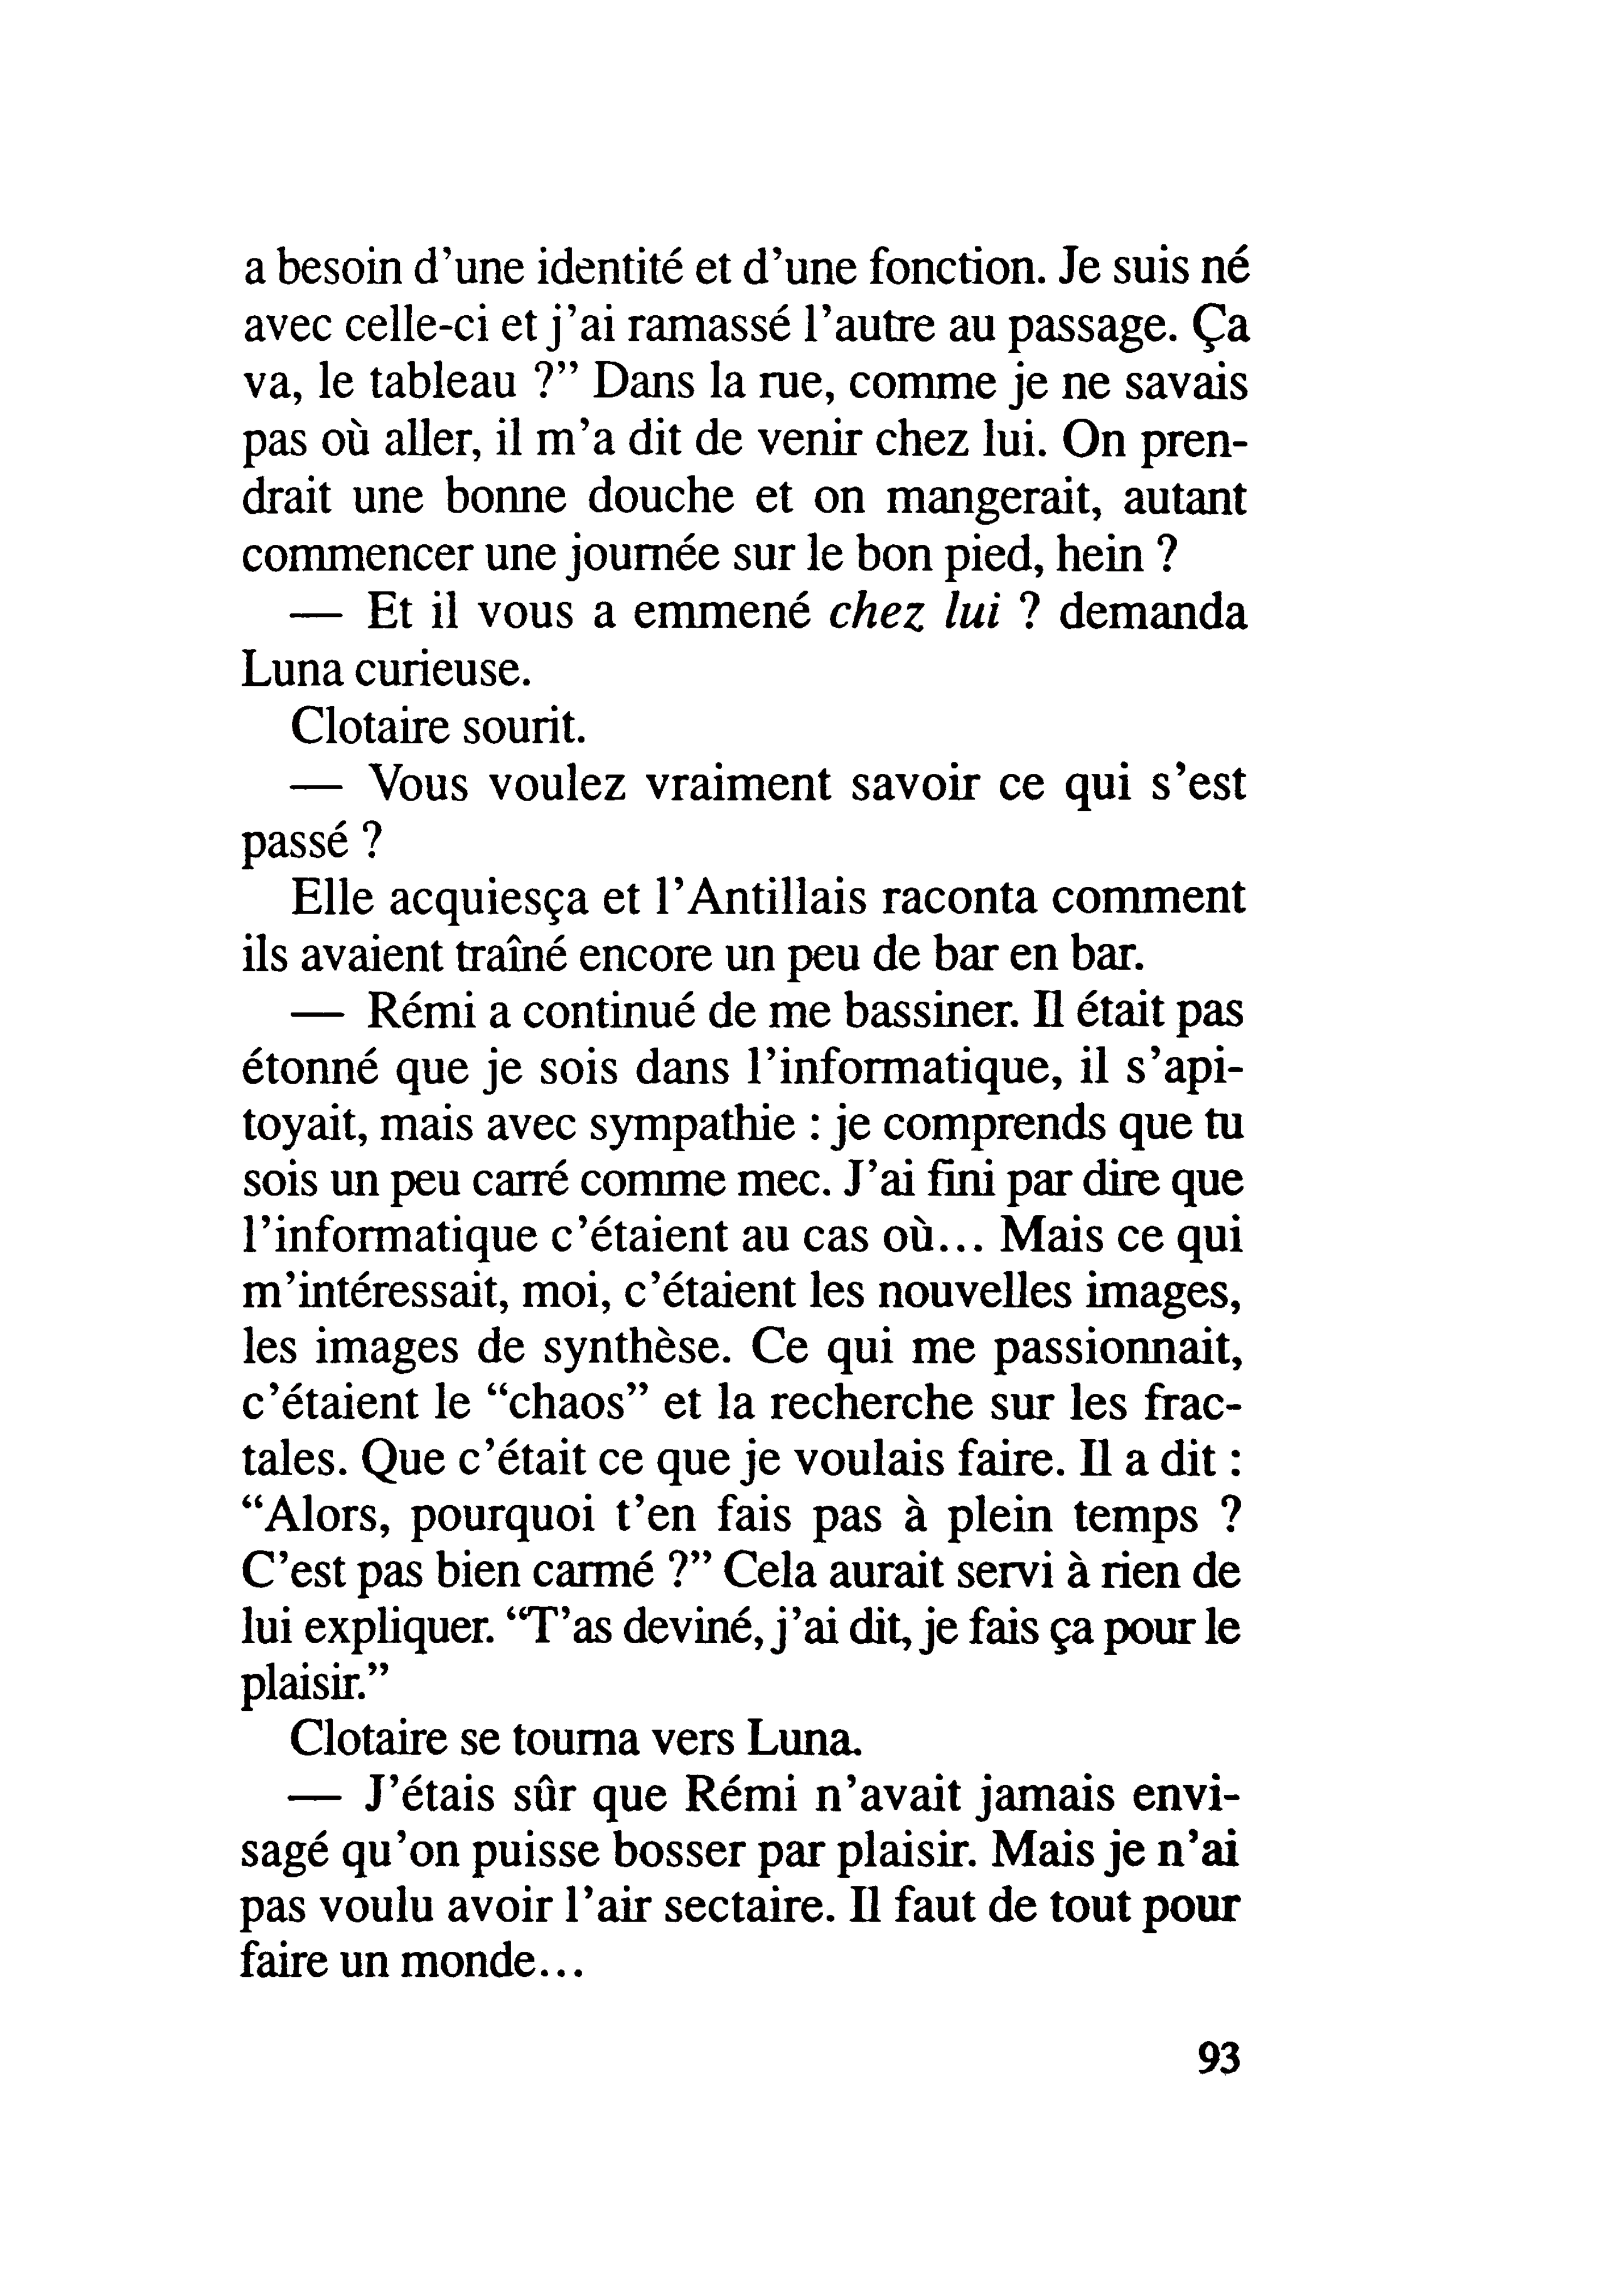 a besoin d'une identité et d'une fonction. Je suis né
avec celle-ci et j'ai ramassé l'autre au passage. Ça
va, le tableau ?” Dans la rue, comme je ne savais
pas où aller, il m'a dit de venir chez lui. On pren-
drait une bonne douche et on mangerait, autant
commencer une journée sur le bon pied, hein ?
— Et il vous a emmené chez lui ? demanda
Luna curieuse.
Clotaire sourit.
— Vous voulez vraiment savoir ce qui s'est
passé ?
Elle acquiesça et l'Antillais raconta comment
ils avaient traîné encore un peu de bar en bar.
— Rémi a continué de me bassiner. Il était pas
étonné que je sois dans l'informatique, il s'api-
toyait, mais avec sympathie : je comprends que tu
sois un peu carré comme mec. J'ai fini par dire que
l'informatique c'étaient au cas où... Mais ce qui
m'intéressait, moi, c'étaient les nouvelles images,
les images de synthèse. Ce qui me passionnait,
c'étaient le “chaos” et la recherche sur les frac-
tales. Que c'était ce que je voulais faire. Il a dit :
“Alors, pourquoi t'en fais pas à plein temps ?
C'est pas bien carmé ?” Cela aurait servi à rien de
lui expliquer. “T'as deviné, j'ai dit, je fais ça pour le
plaisir.”
Clotaire se tourna vers Luna.
— J'étais sûr que Rémi n'avait jamais envi-
sagé qu'on puisse bosser par plaisir. Mais je n'ai
pas voulu avoir l'air sectaire. Il faut de tout pour
faire un monde...
93